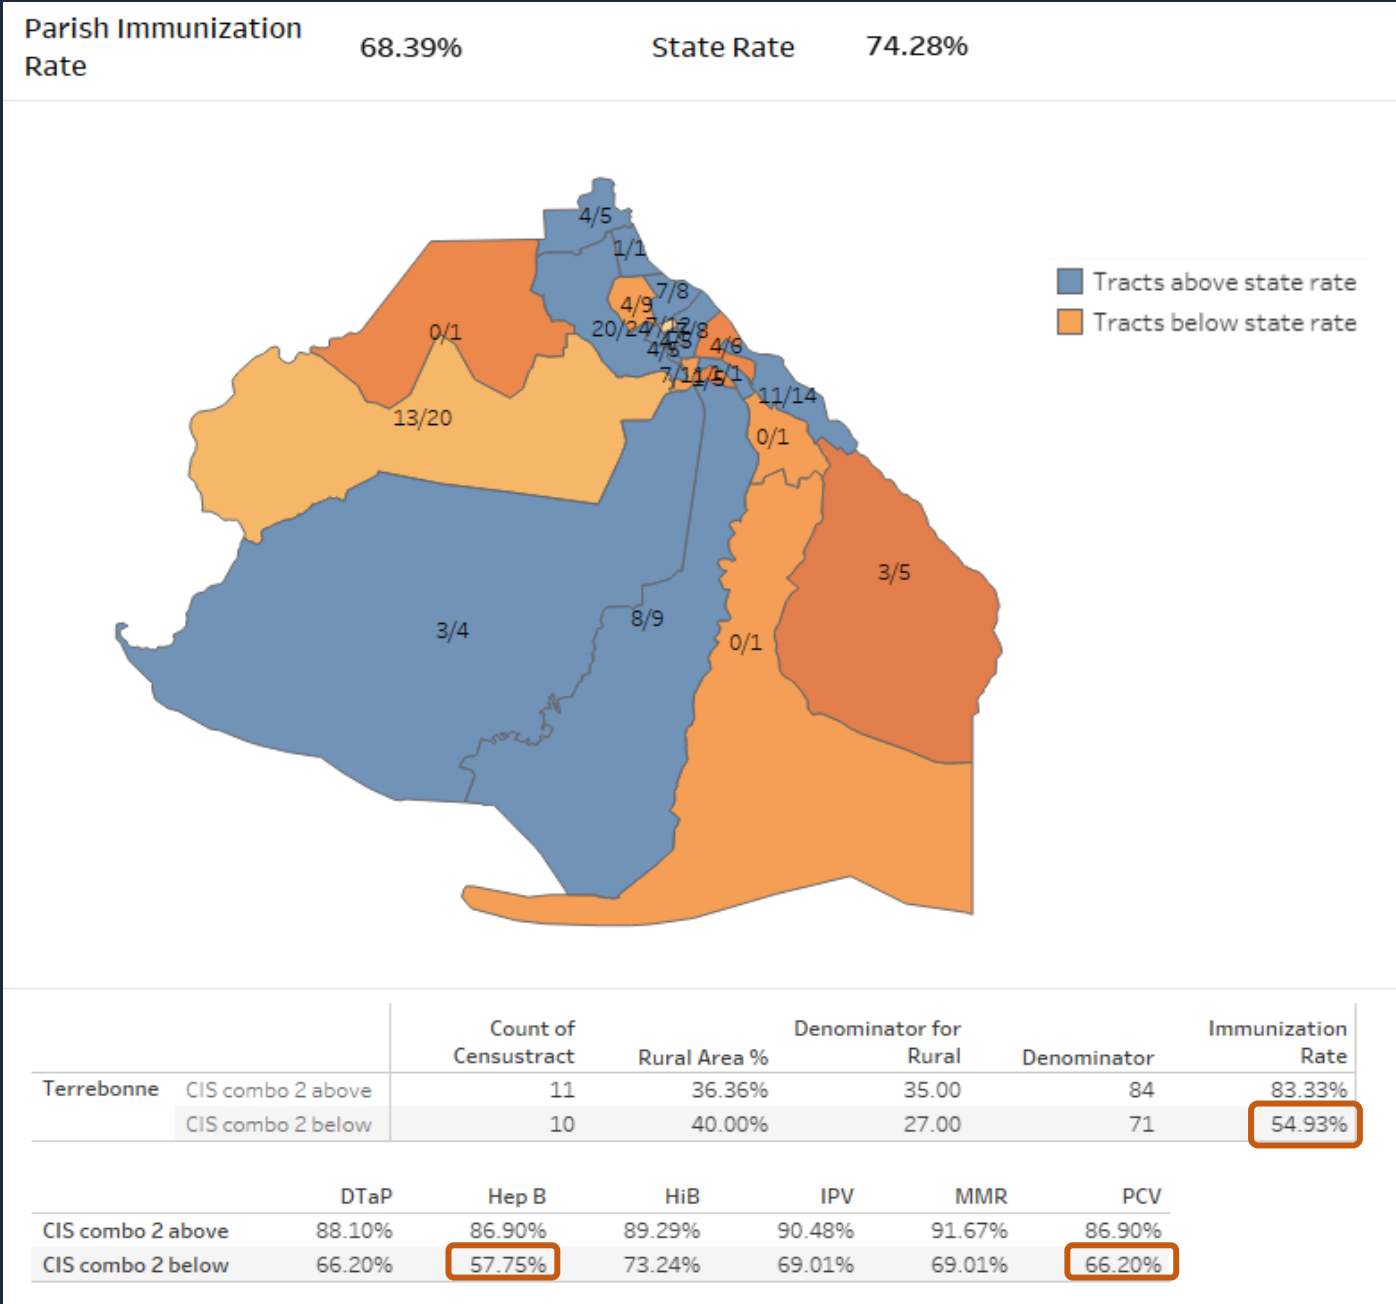 Parish Immunization
Rate
68.39%
State Rate
74.28%
4/5
1/1
7/8
4/9
Tracts above state rate
Tracts below state rate
0/1
20/24
4/6
13/20
11/14
0/1
3/5
3/4
8/9
0/1
Count of Censustract Rural Area % Denominator for Rural Denominator Immunization Rate
Terrebonne CIS combo 2 above 11 36.36% 35.00 84 83.33%
CIS combo 2 below 10 40.00% 27.00 71 54.93%
DTaP Hep B HiB IPV MMR PCV
CIS combo 2 above 88.10% 86.90% 89.29% 90.48% 91.67% 86.90%
CIS combo 2 below 66.20% 57.75% 73.24% 69.01% 69.01% 66.20%